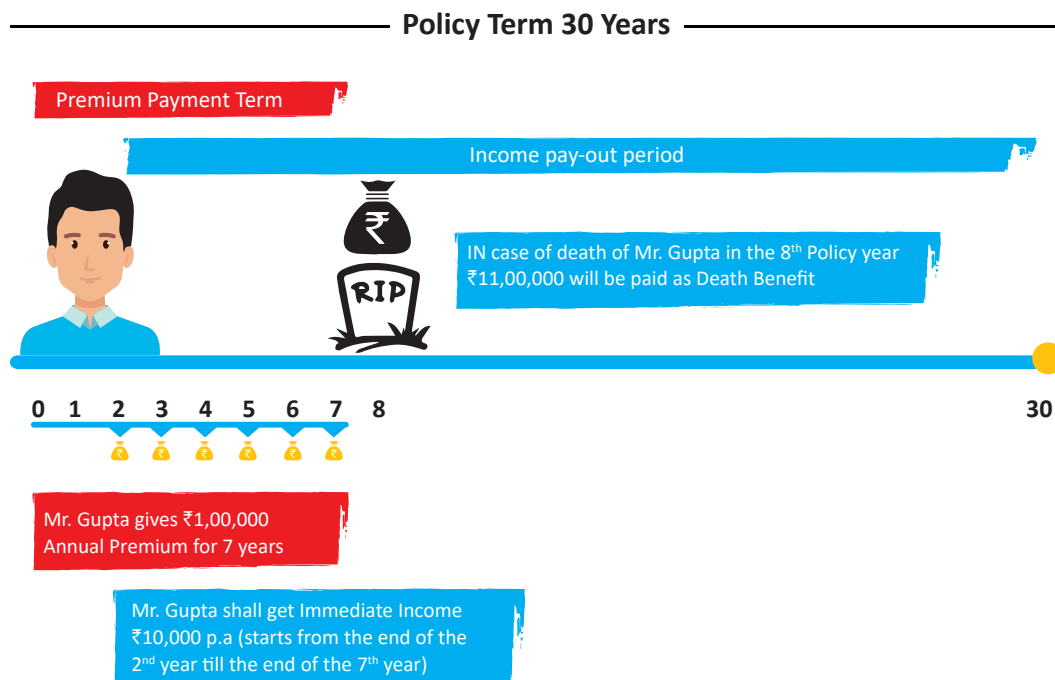 Policy Term 30 Years
Premium Payment Term
Income pay-out period
₹
IN case of death of Mr. Gupta in the 8th Policy year
₹11,00,000 will be paid as Death Benefit
RIP
0 1 2 3 4 5 6 7 8 30
₹ ₹ ₹ ₹ ₹ ₹
Mr. Gupta gives ₹1,00,000
Annual Premium for 7 years
Mr. Gupta shall get Immediate Income
₹10,000 p.a (starts from the end of the
2nd year till the end of the 7th year)